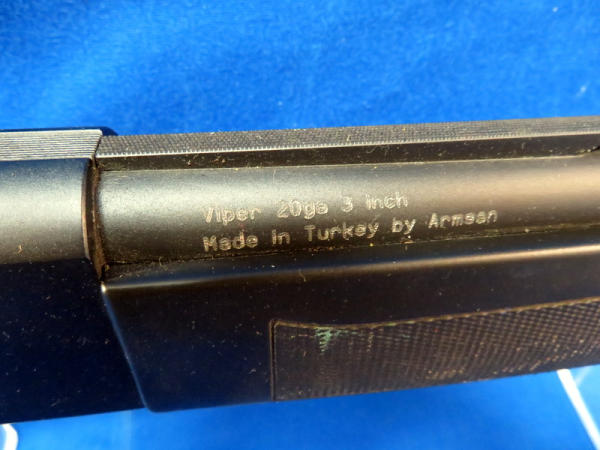 Viper 20ga 3 inch
Made in Turkey by Armsan